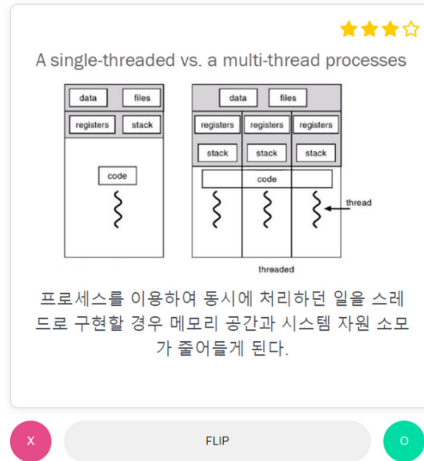 A single-threaded vs. a multi-thread processes
data files
registers stack
code
data files
registers registers registers
stack stack stack
code
thread
threaded
프로세스를 이용하여 동시에 처리하던 일을 스레
드로 구현할 경우 메모리 공간과 시스템 자원 소모
가 줄어들게 된다.
X FLIP O